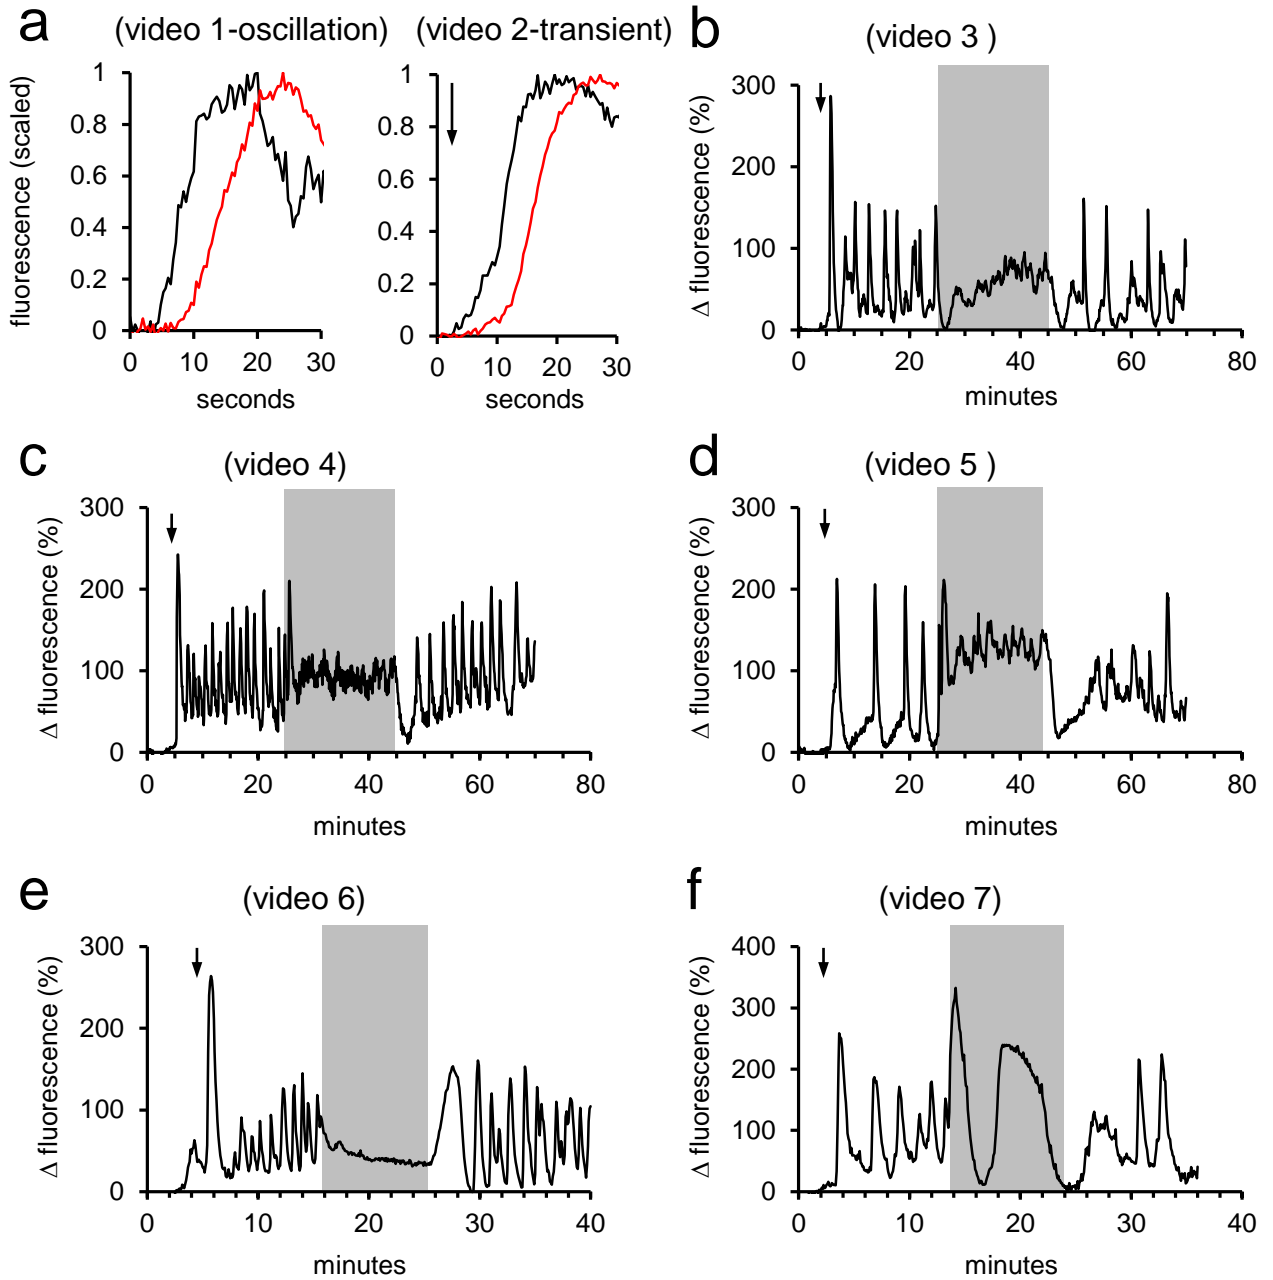 a
(video 1-oscillation)
(video 2-transient)
fluorescence (scaled)
1
0.8
0.6
0.4
0.2
0
0 10 20 30
seconds
1
0.8
0.6
0.4
0.2
0
0 10 20 30
seconds
b
(video 3 )
Δ fluorescence (%)
300
200
100
0
0 20 40 60 80
minutes
c
(video 4)
Δ fluorescence (%)
300
200
100
0
0 20 40 60 80
minutes
d
(video 5 )
Δ fluorescence (%)
300
200
100
0
0 20 40 60 80
minutes
e
(video 6)
Δ fluorescence (%)
300
200
100
0
0 10 20 30 40
minutes
f
(video 7)
Δ fluorescence (%)
400
300
200
100
0
0 10 20 30 40
minutes